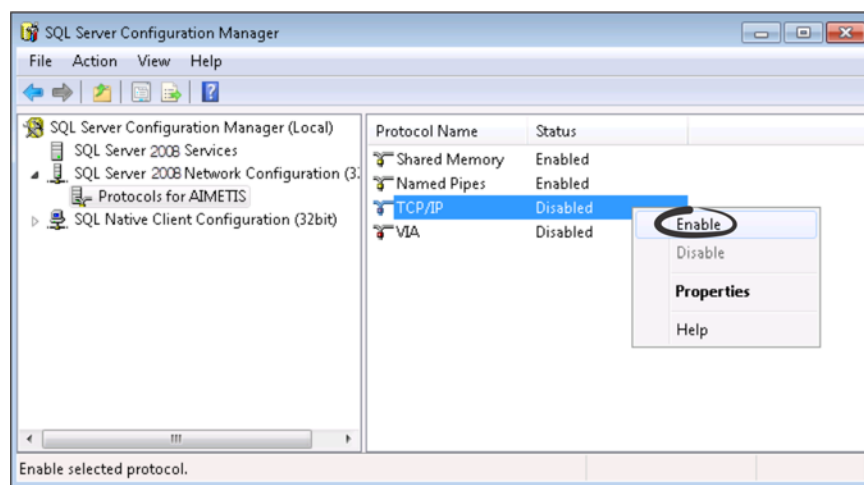 SQL Server Configuration Manager
File Action View Help
SQL Server Configuration Manager (Local)
SQL Server 2008 Services
SQL Server 2008 Network Configuration (3
Protocols for AIMETIS
SQL Native Client Configuration (32bit)
Protocol Name Status
Shared Memory Enabled
Named Pipes Enabled
TCP/IP Disabled
VIA Disabled
Enable
Disable
Properties
Help
Enable selected protocol.